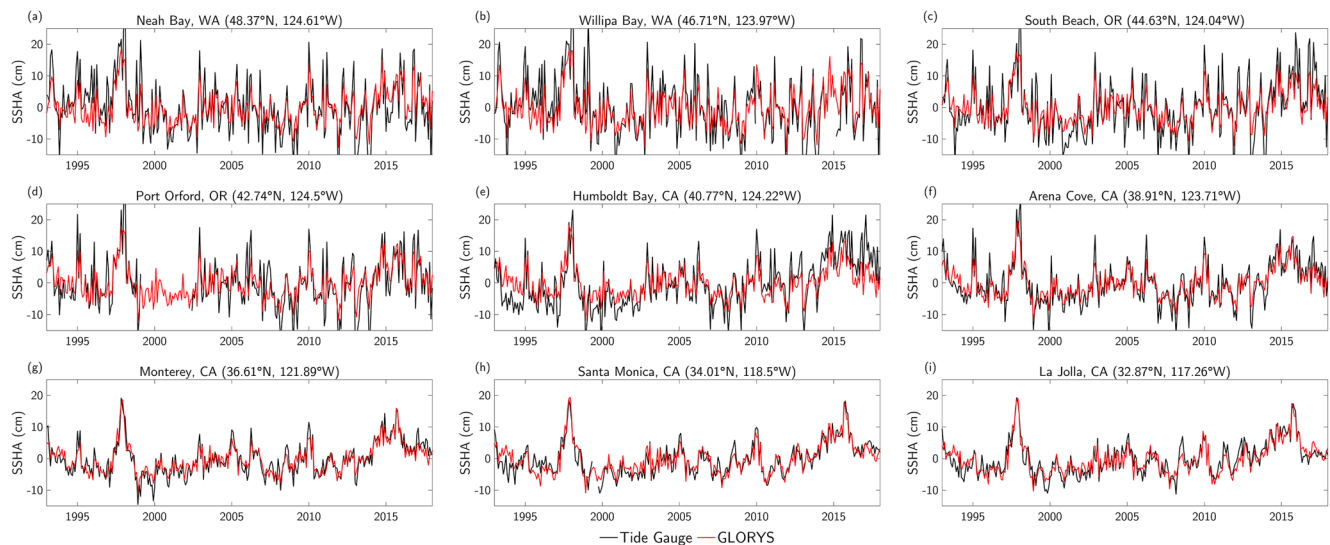 (a) Neah Bay, WA (48.37°N, 124.61°W) (b) Willipa Bay, WA (46.71°N, 123.97°W) (c) South Beach, OR (44.63°N, 124.04°W)
SSHA (cm) 20 10 0 -10 SSHA (cm) 20 10 0 -10 SSHA (cm) 20 10 0 -10
1995 2000 2005 2010 2015 1995 2000 2005 2010 2015 1995 2000 2005 2010 2015
(d) Port Orford, OR (42.74°N, 124.5°W) (e) Humboldt Bay, CA (40.77°N, 124.22°W) (f) Arena Cove, CA (38.91°N, 123.71°W)
SSHA (cm) 20 10 0 -10 SSHA (cm) 20 10 0 -10 SSHA (cm) 20 10 0 -10
1995 2000 2005 2010 2015 1995 2000 2005 2010 2015 1995 2000 2005 2010 2015
(g) Monterey, CA (36.61°N, 121.89°W) (h) Santa Monica, CA (34.01°N, 118.5°W) (i) La Jolla, CA (32.87°N, 117.26°W)
SSHA (cm) 20 10 0 -10 SSHA (cm) 20 10 0 -10 SSHA (cm) 20 10 0 -10
1995 2000 2005 2010 2015 1995 2000 2005 2010 2015 1995 2000 2005 2010 2015
Tide Gauge GLORYS